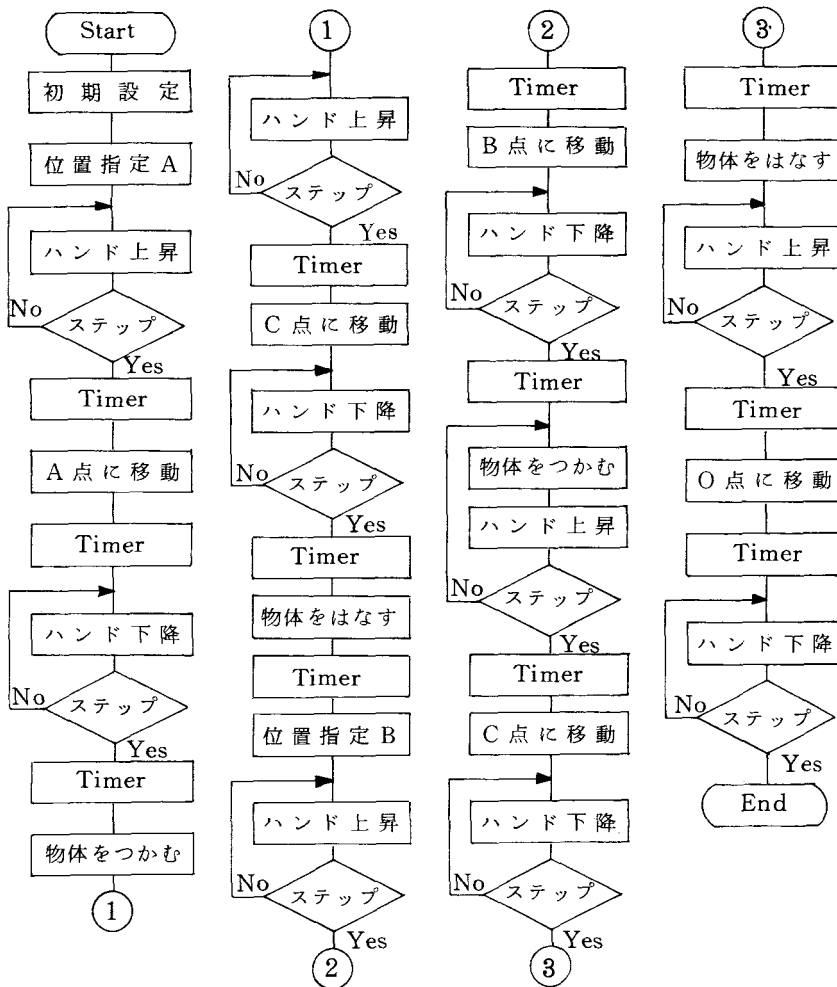 Start
初期設定
位置指定A
ハンド上昇
No
ステップ
Yes
Timer
A点に移動
Timer
ハンド下降
No
ステップ
Yes
Timer
物体をつかむ
1
1
ハンド上昇
No
ステップ
Yes
Timer
C点に移動
ハンド下降
No
ステップ
Yes
Timer
物体をはなす
Timer
位置指定B
ハンド上昇
No
ステップ
Yes
2
2
Timer
B点に移動
ハンド下降
No
ステップ
Yes
Timer
物体をつかむ
ハンド上昇
No
ステップ
Yes
Timer
C点に移動
ハンド下降
No
ステップ
Yes
3
3
Timer
物体をはなす
ハンド上昇
No
ステップ
Yes
Timer
O点に移動
Timer
ハンド下降
No
ステップ
Yes
End